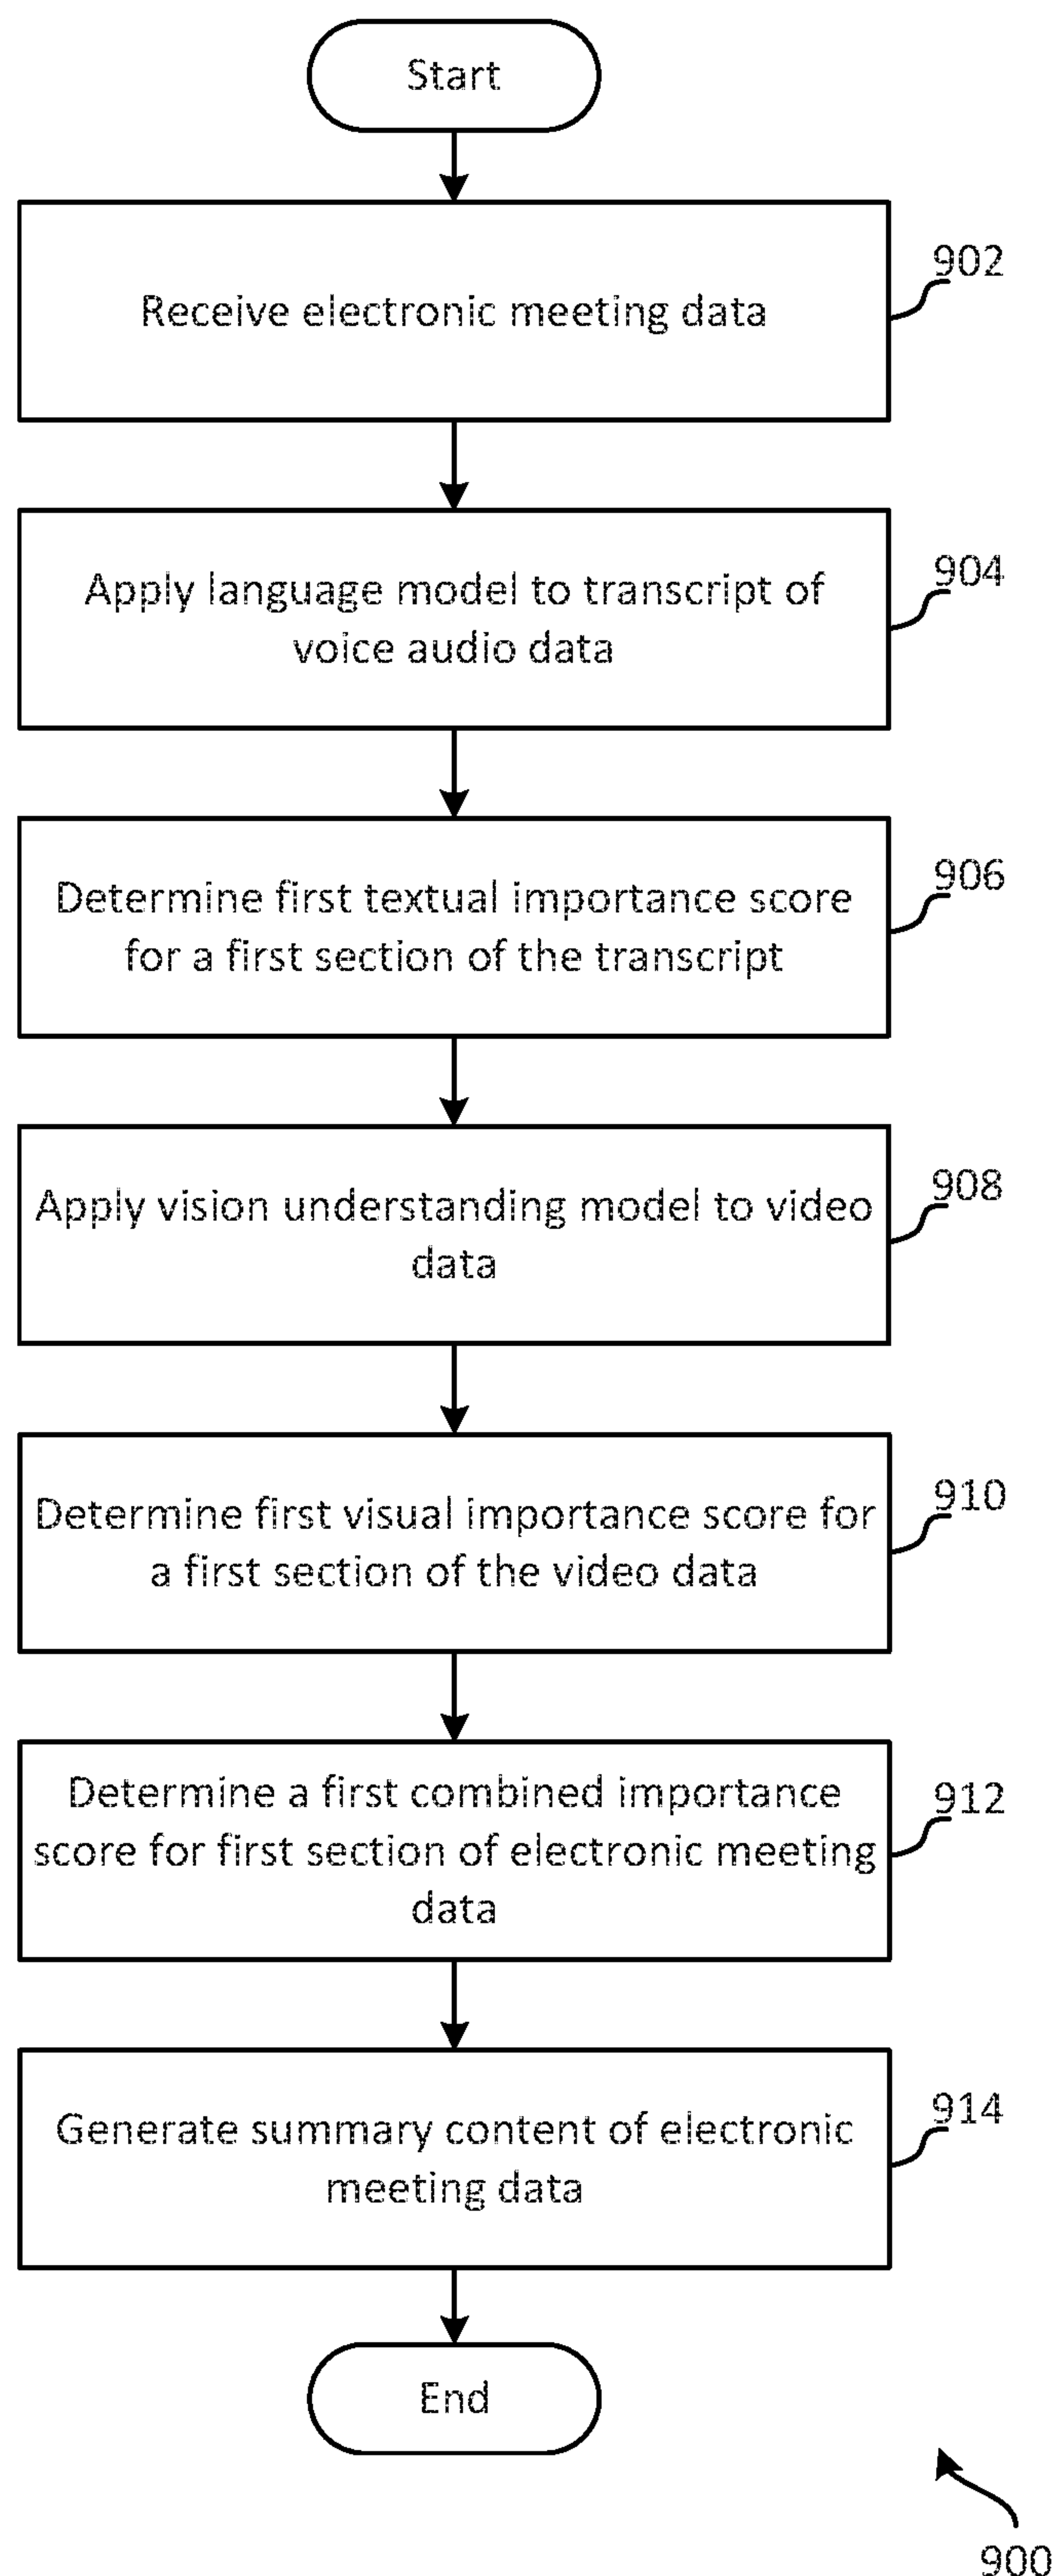 Start
Receive electronic meeting data
902
Apply language model to transcript of
voice audio data
904
Determine first textual importance score
for a first section of the transcript
906
Apply vision understanding model to video
data
908
Determine first visual importance score for
a first section of the video data
910
Determine a first combined importance
score for first section of electronic meeting
data
912
Generate summary content of electronic
meeting data
914
End
900